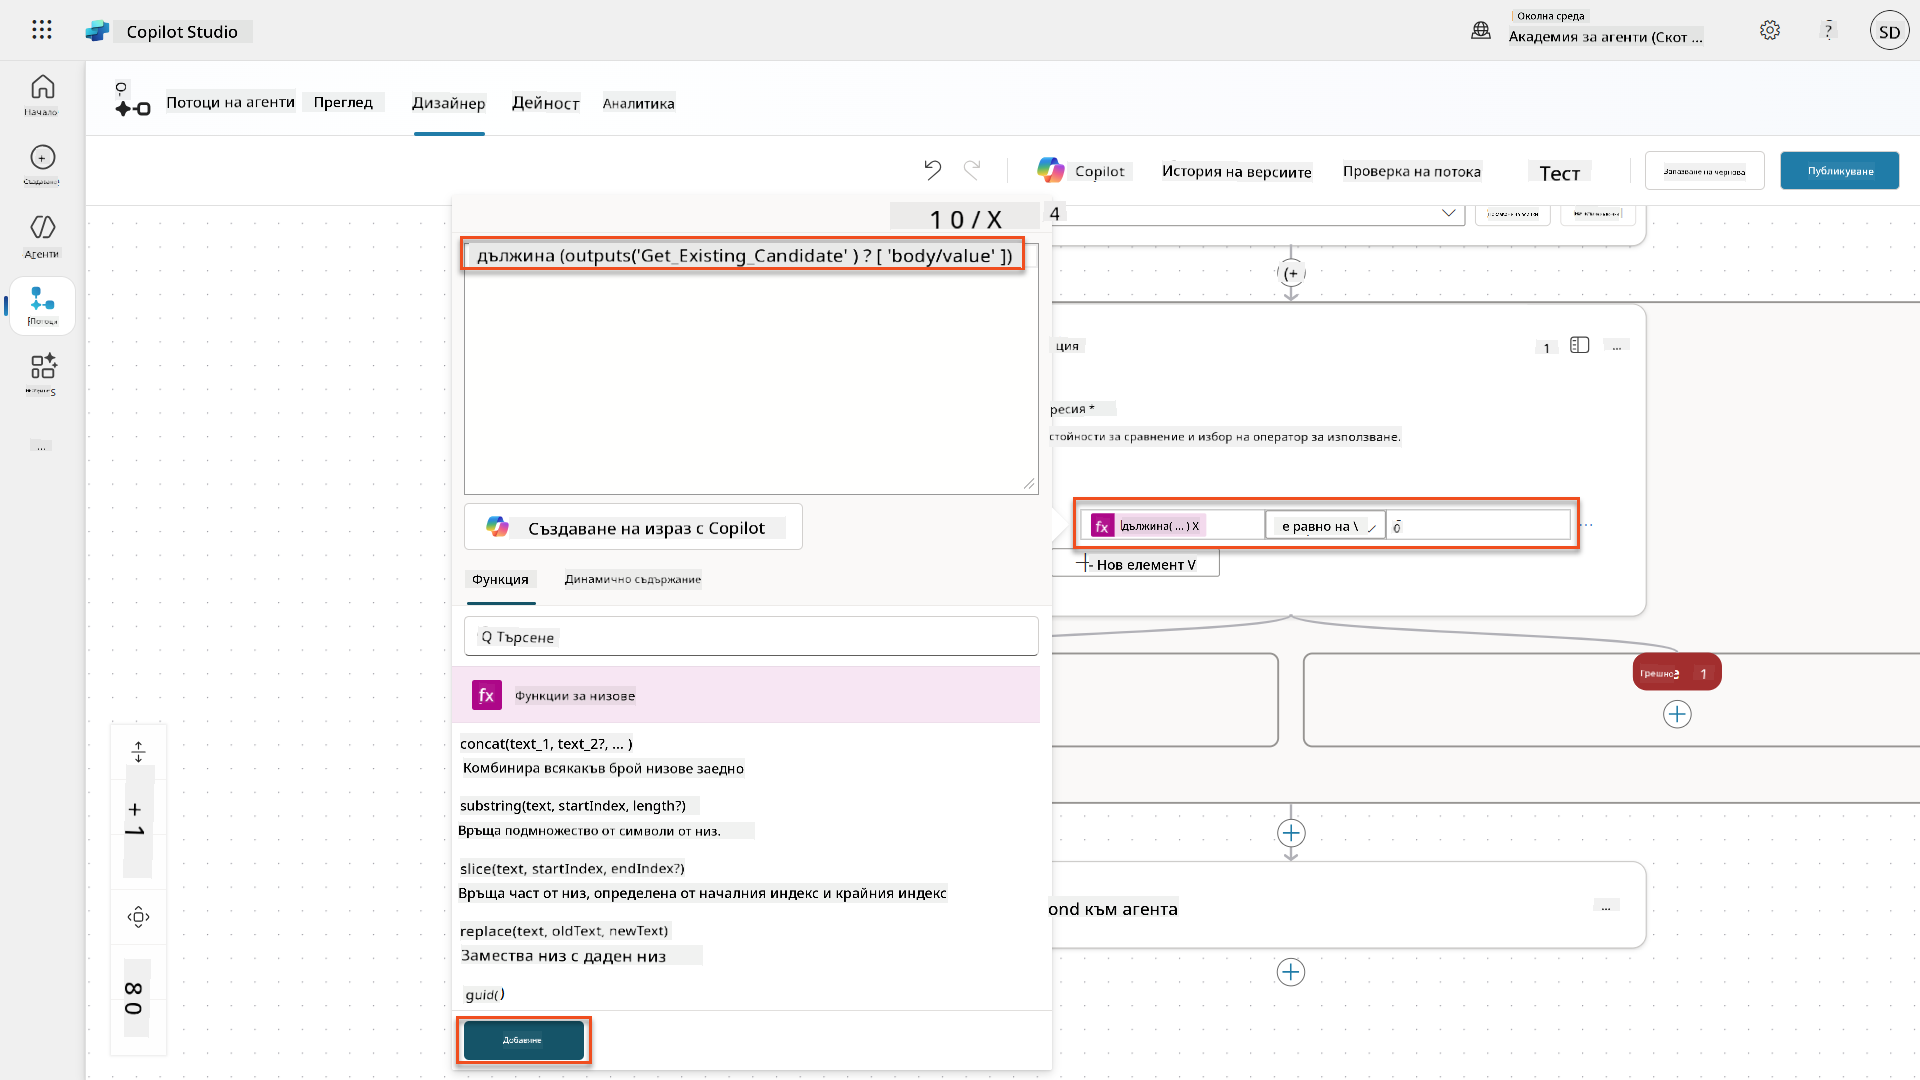 Copilot Studio
Околна среда
Академия за агенти (Скот ...
?
SD
Начало
Създаване
Агенти
Потоци
...
Потоци на агенти
Преглед
Дизайнер
Дейност
Аналитика
Copilot
История на версиите
Проверка на потока
Тест
Запазване на чернова
Публикуване
1 0 / X
4
дължина (outputs('Get_Existing_Candidate' ) ? [ 'body/value' ])
Създаване на израз с Copilot
Функция
Динамично съдържание
Q Търсене
fx Функции за низове
concat(text_1, text_2?, ... )
Комбинира всякакъв брой низове заедно
substring(text, startIndex, length?)
Връща подмножество от символи от низ.
slice(text, startIndex, endIndex?)
Връща част от низ, определена от началния индекс и крайния индекс
replace(text, oldText, newText)
Замества низ с даден низ
guid()
Добавяне
(+
ция
1
...
ресия *
стойности за сравнение и избор на оператор за използване.
fx дължина( ... ) X
е равно на \
...
Нов елемент V
Грешно
1
ond към агента
...
+ 1
8 0